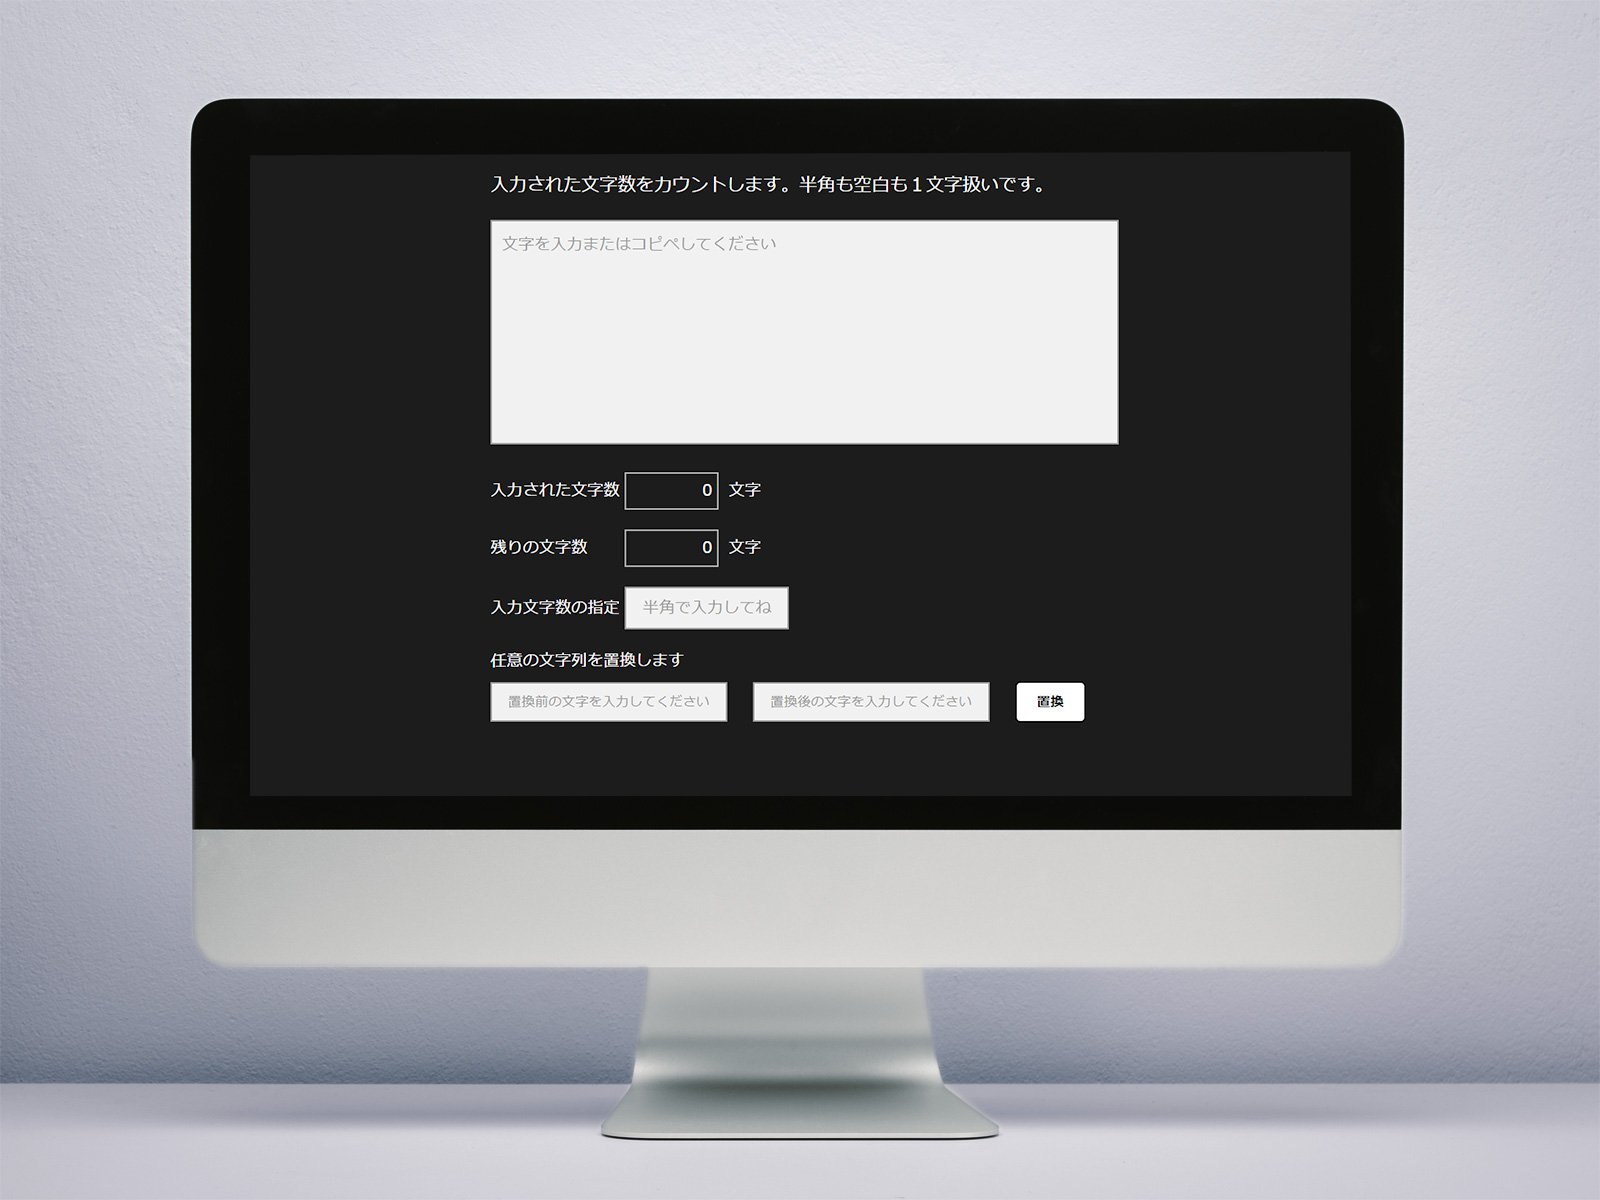 入力された文字数をカウントします。半角も空白も１文字扱いです。
文字を入力またはコピペしてください
入力された文字数 0 文字
残りの文字数 0 文字
入力文字数の指定 半角で入力してね
任意の文字列を置換します
置換前の文字を入力してください 置換後の文字を入力してください 置換